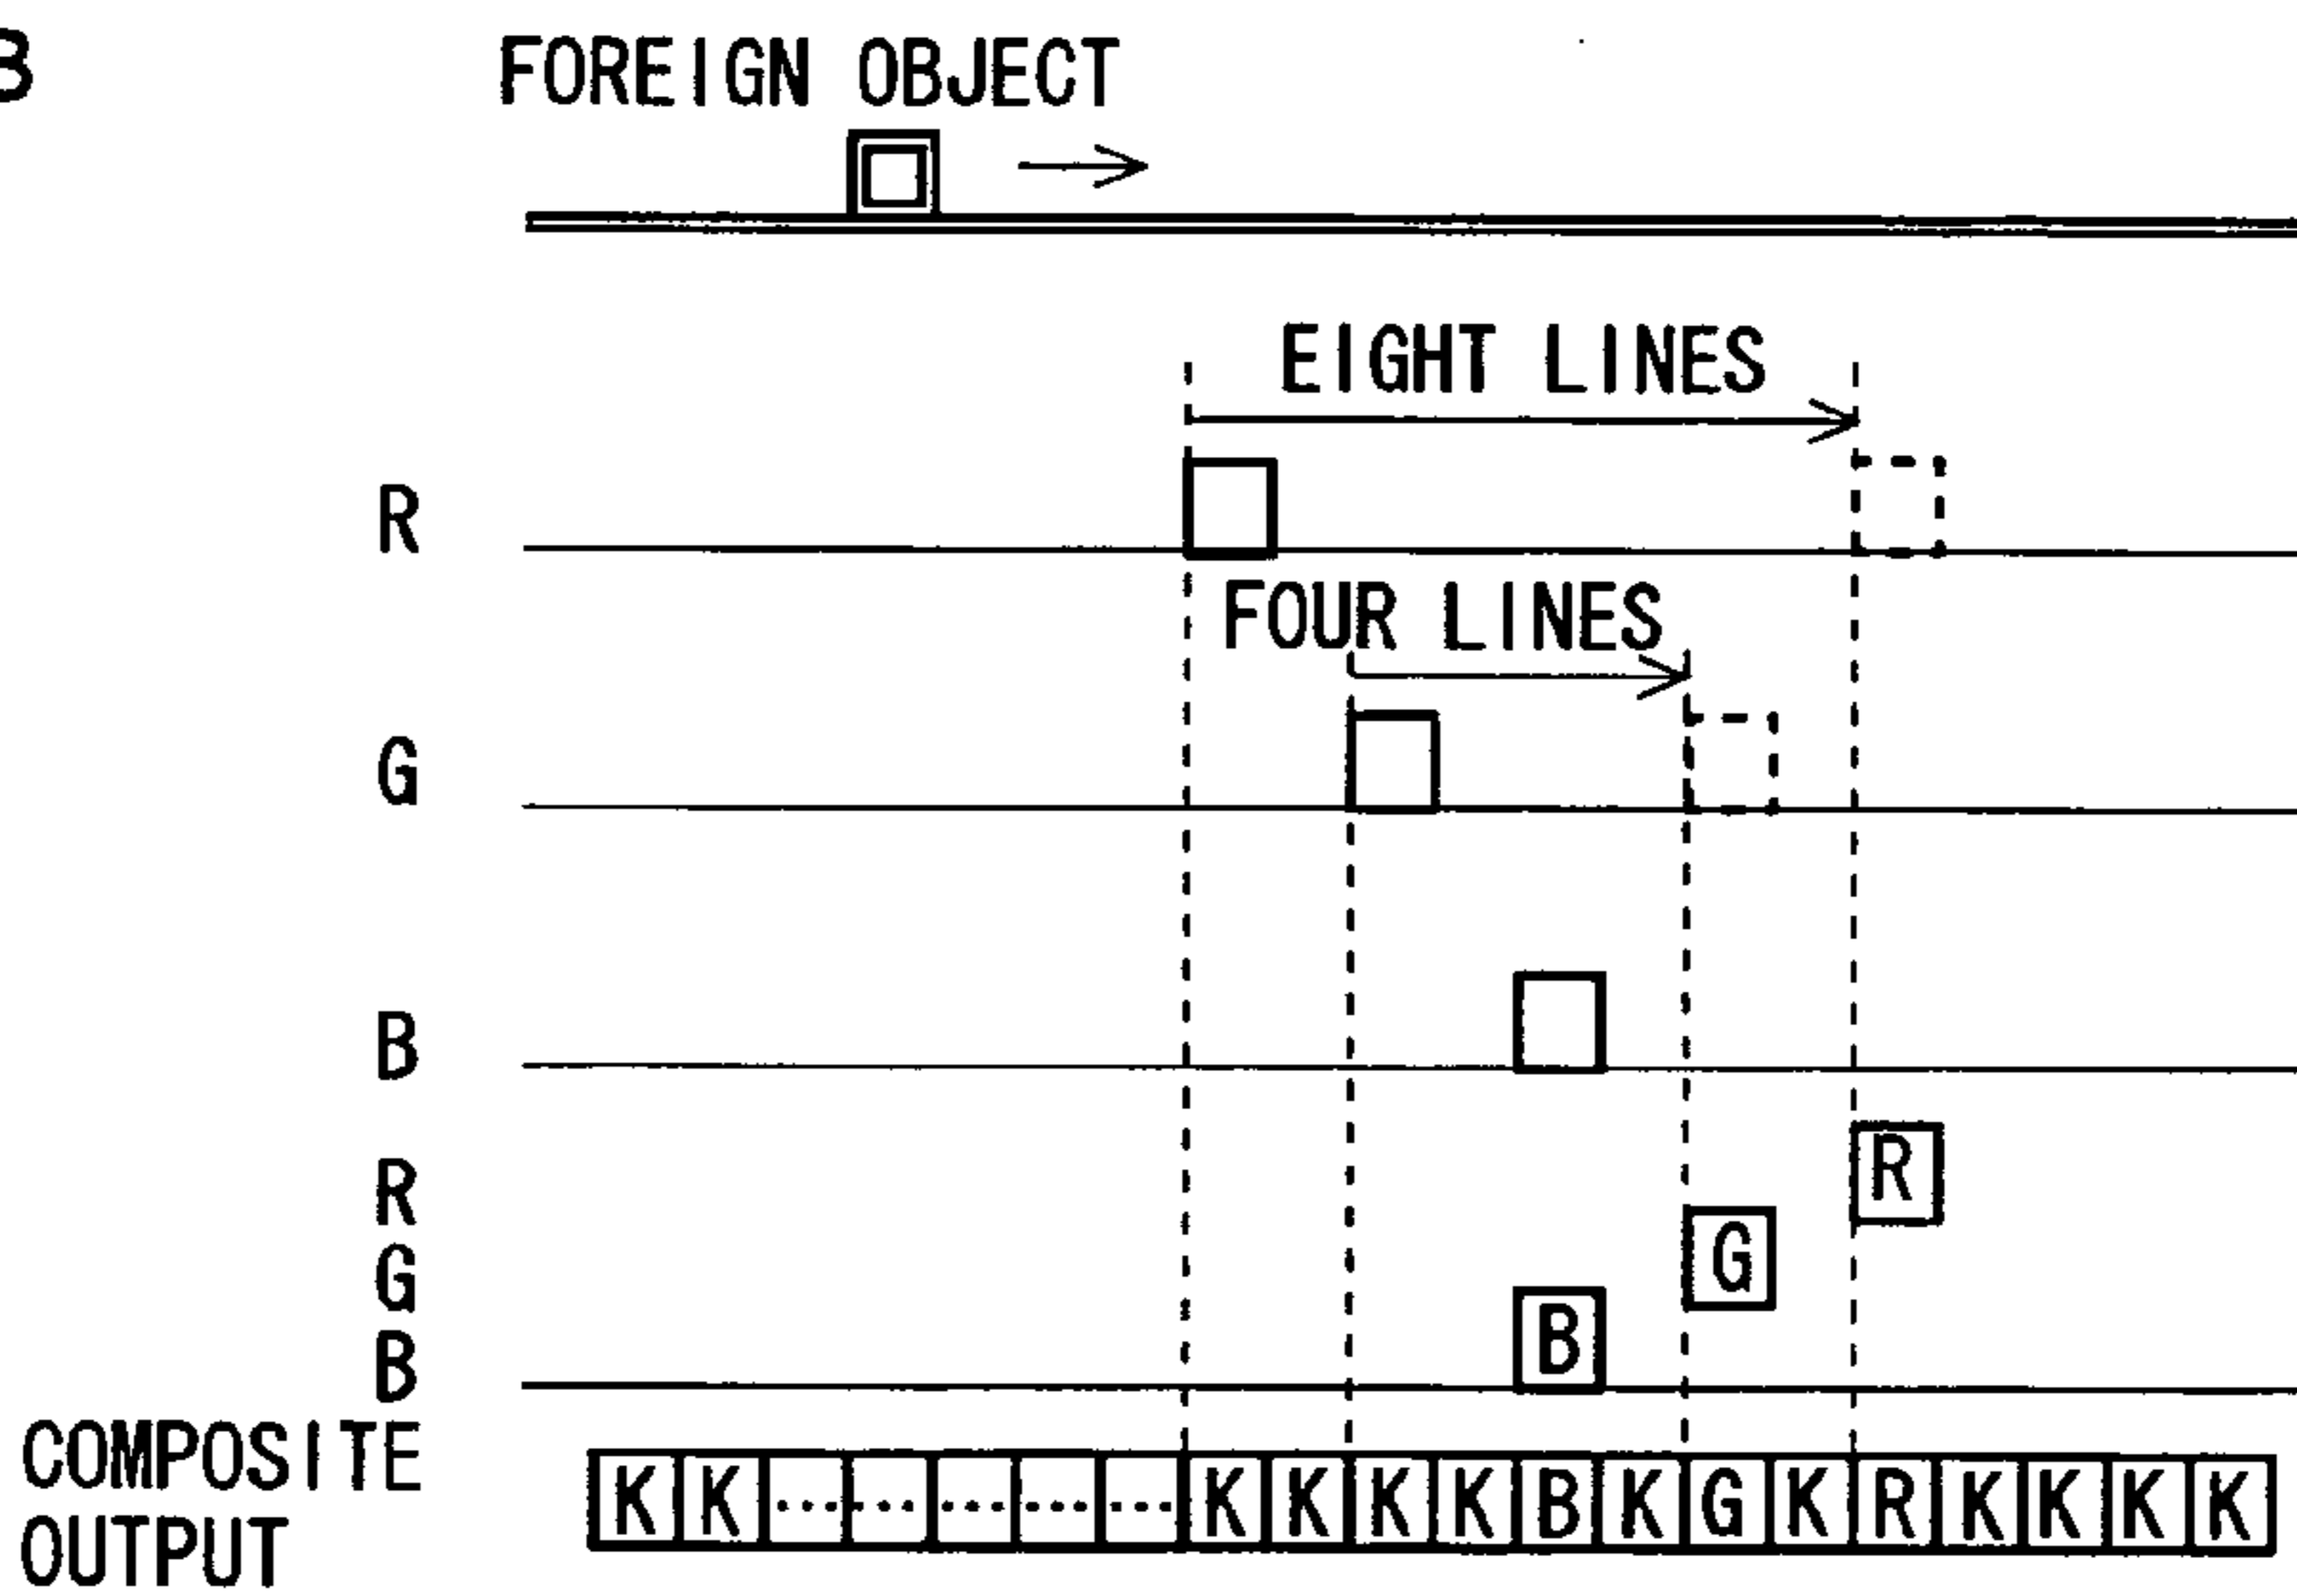 B
FOREIGN OBJECT
EIGHT LINES
R
FOUR LINES
G
B
R R
G G
B B
COMPOSITE
OUTPUT
K K ... ... ... ... ... K K K K B K G K R K K K K